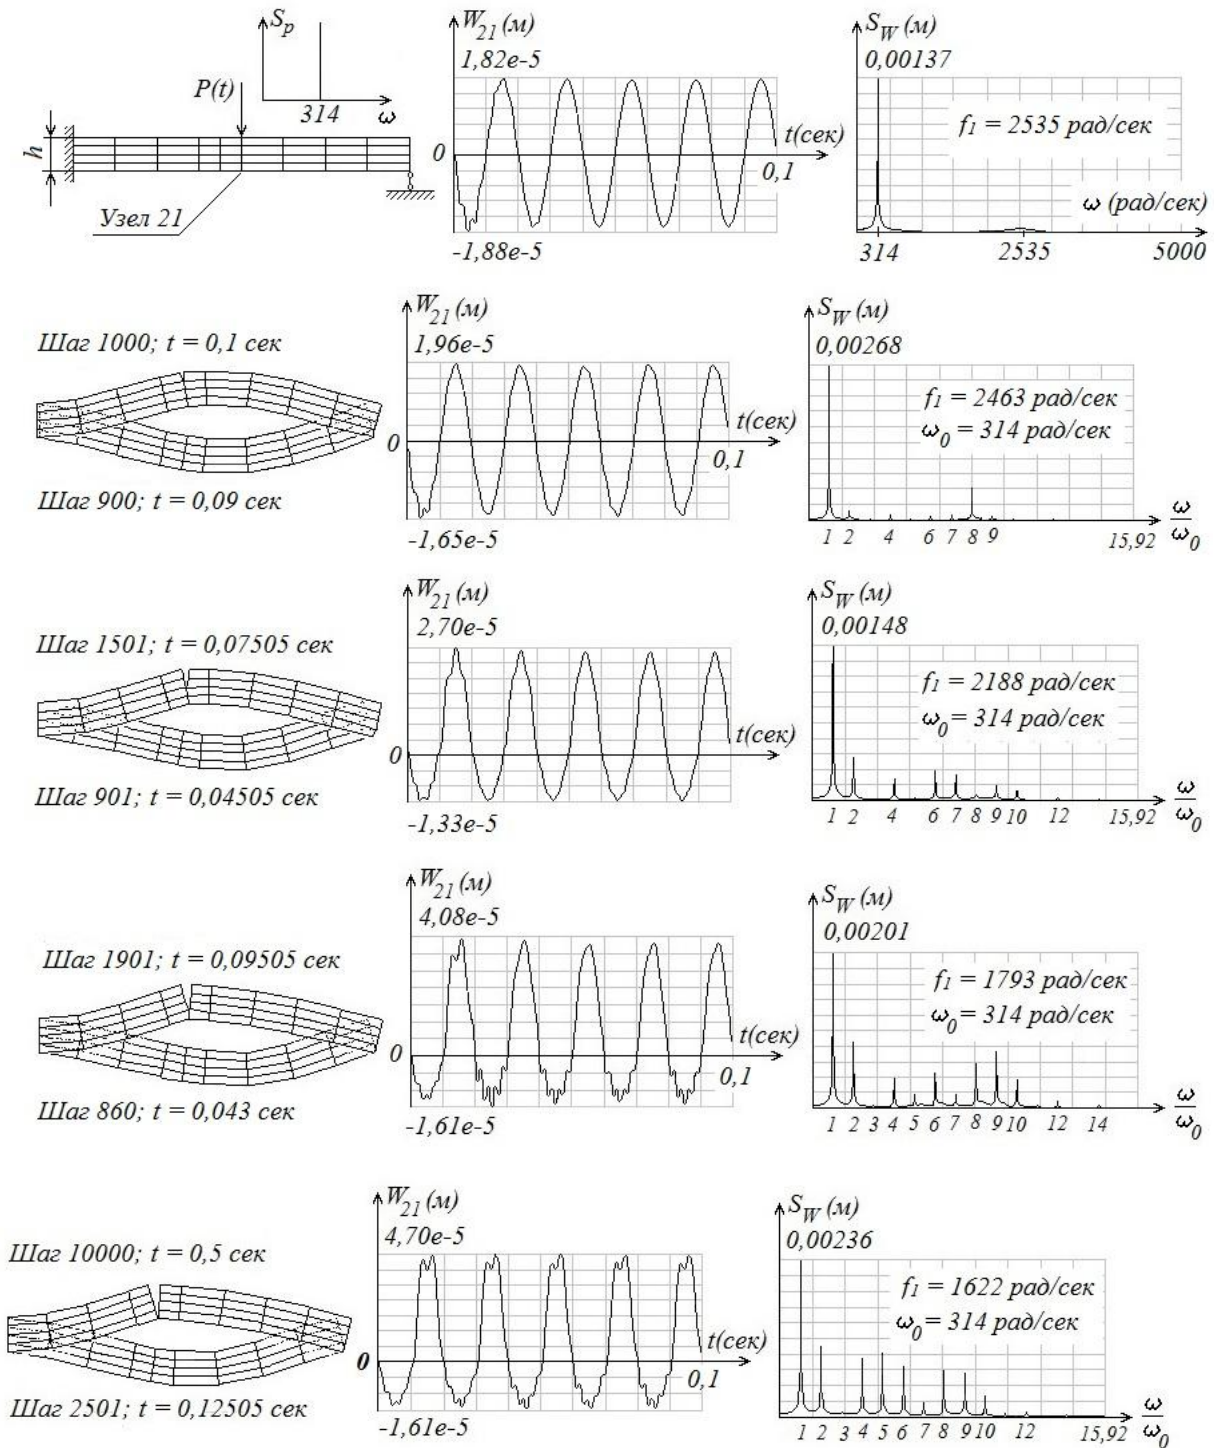 S_p
P(t)
314
ω
h
Узел 21
W_21 (м)
1,82e-5
0
t(сек)
0,1
-1,88e-5
S_W (м)
0,00137
f1 = 2535 рад/сек
ω (рад/сек)
314 2535 5000
Шаг 1000; t = 0,1 сек
Шаг 900; t = 0,09 сек
W_21 (м)
1,96e-5
t(сек)
0
0,1
-1,65e-5
S_W (м)
0,00268
f1 = 2463 рад/сек
ω_0 = 314 рад/сек
ω/ω_0
1 2 4 6 7 8 9 15,92
Шаг 1501; t = 0,07505 сек
Шаг 901; t = 0,04505 сек
W_21 (м)
2,70e-5
t(сек)
0
-1,33e-5
S_W (м)
0,00148
f1 = 2188 рад/сек
ω_0 = 314 рад/сек
ω/ω_0
1 2 4 6 7 8 9 10 12 15,92
Шаг 1901; t = 0,09505 сек
Шаг 860; t = 0,043 сек
W_21 (м)
4,08e-5
t(сек)
0
0,1
-1,61e-5
S_W (м)
0,00201
f1 = 1793 рад/сек
ω_0 = 314 рад/сек
ω/ω_0
1 2 3 4 5 6 7 8 9 10 12 14
Шаг 10000; t = 0,5 сек
Шаг 2501; t = 0,12505 сек
W_21 (м)
4,70e-5
t(сек)
0
0,1
-1,61e-5
S_W (м)
0,00236
f1 = 1622 рад/сек
ω_0 = 314 рад/сек
ω/ω_0
1 2 3 4 5 6 7 8 9 10 12 15,92